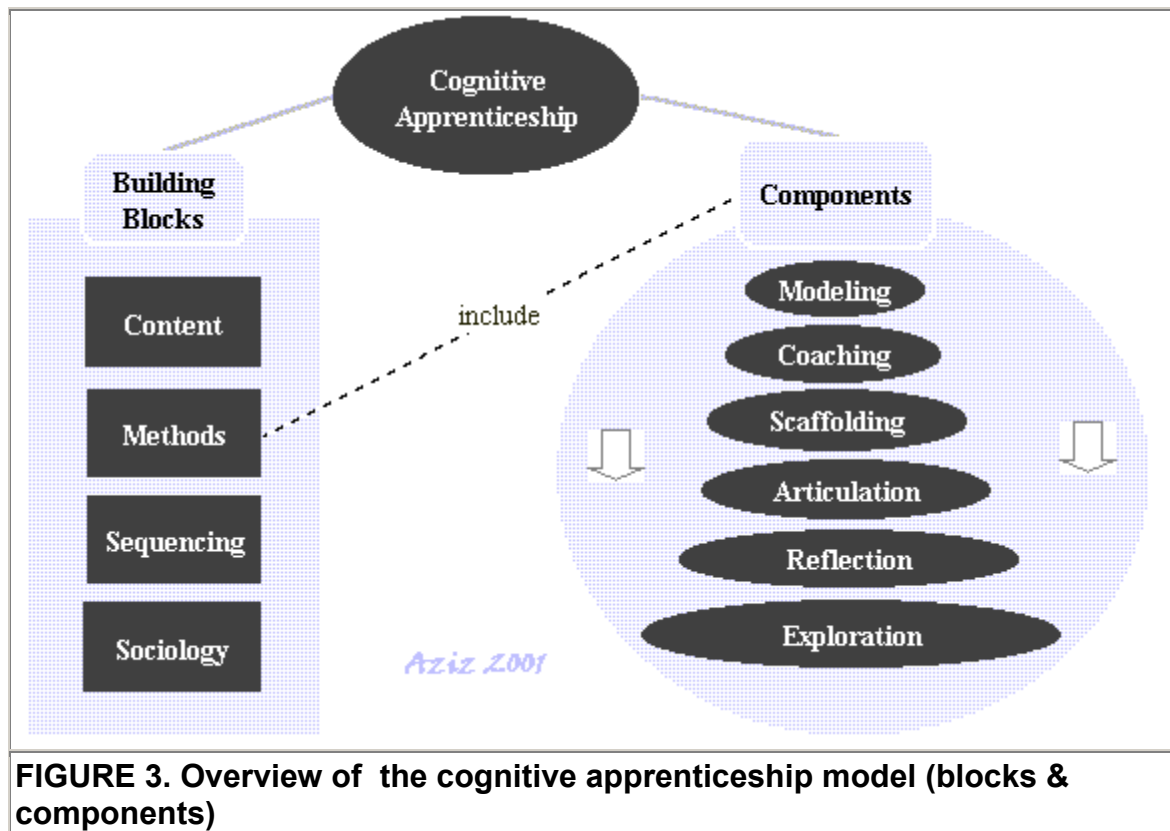 Cognitive
Apprenticeship
Building
Blocks
Content
Methods
Sequencing
Sociology
include
Components
Modeling
Coaching
Scaffolding
Articulation
Reflection
Exploration
Aziz 2001
FIGURE 3. Overview of  the cognitive apprenticeship model (blocks &
components)